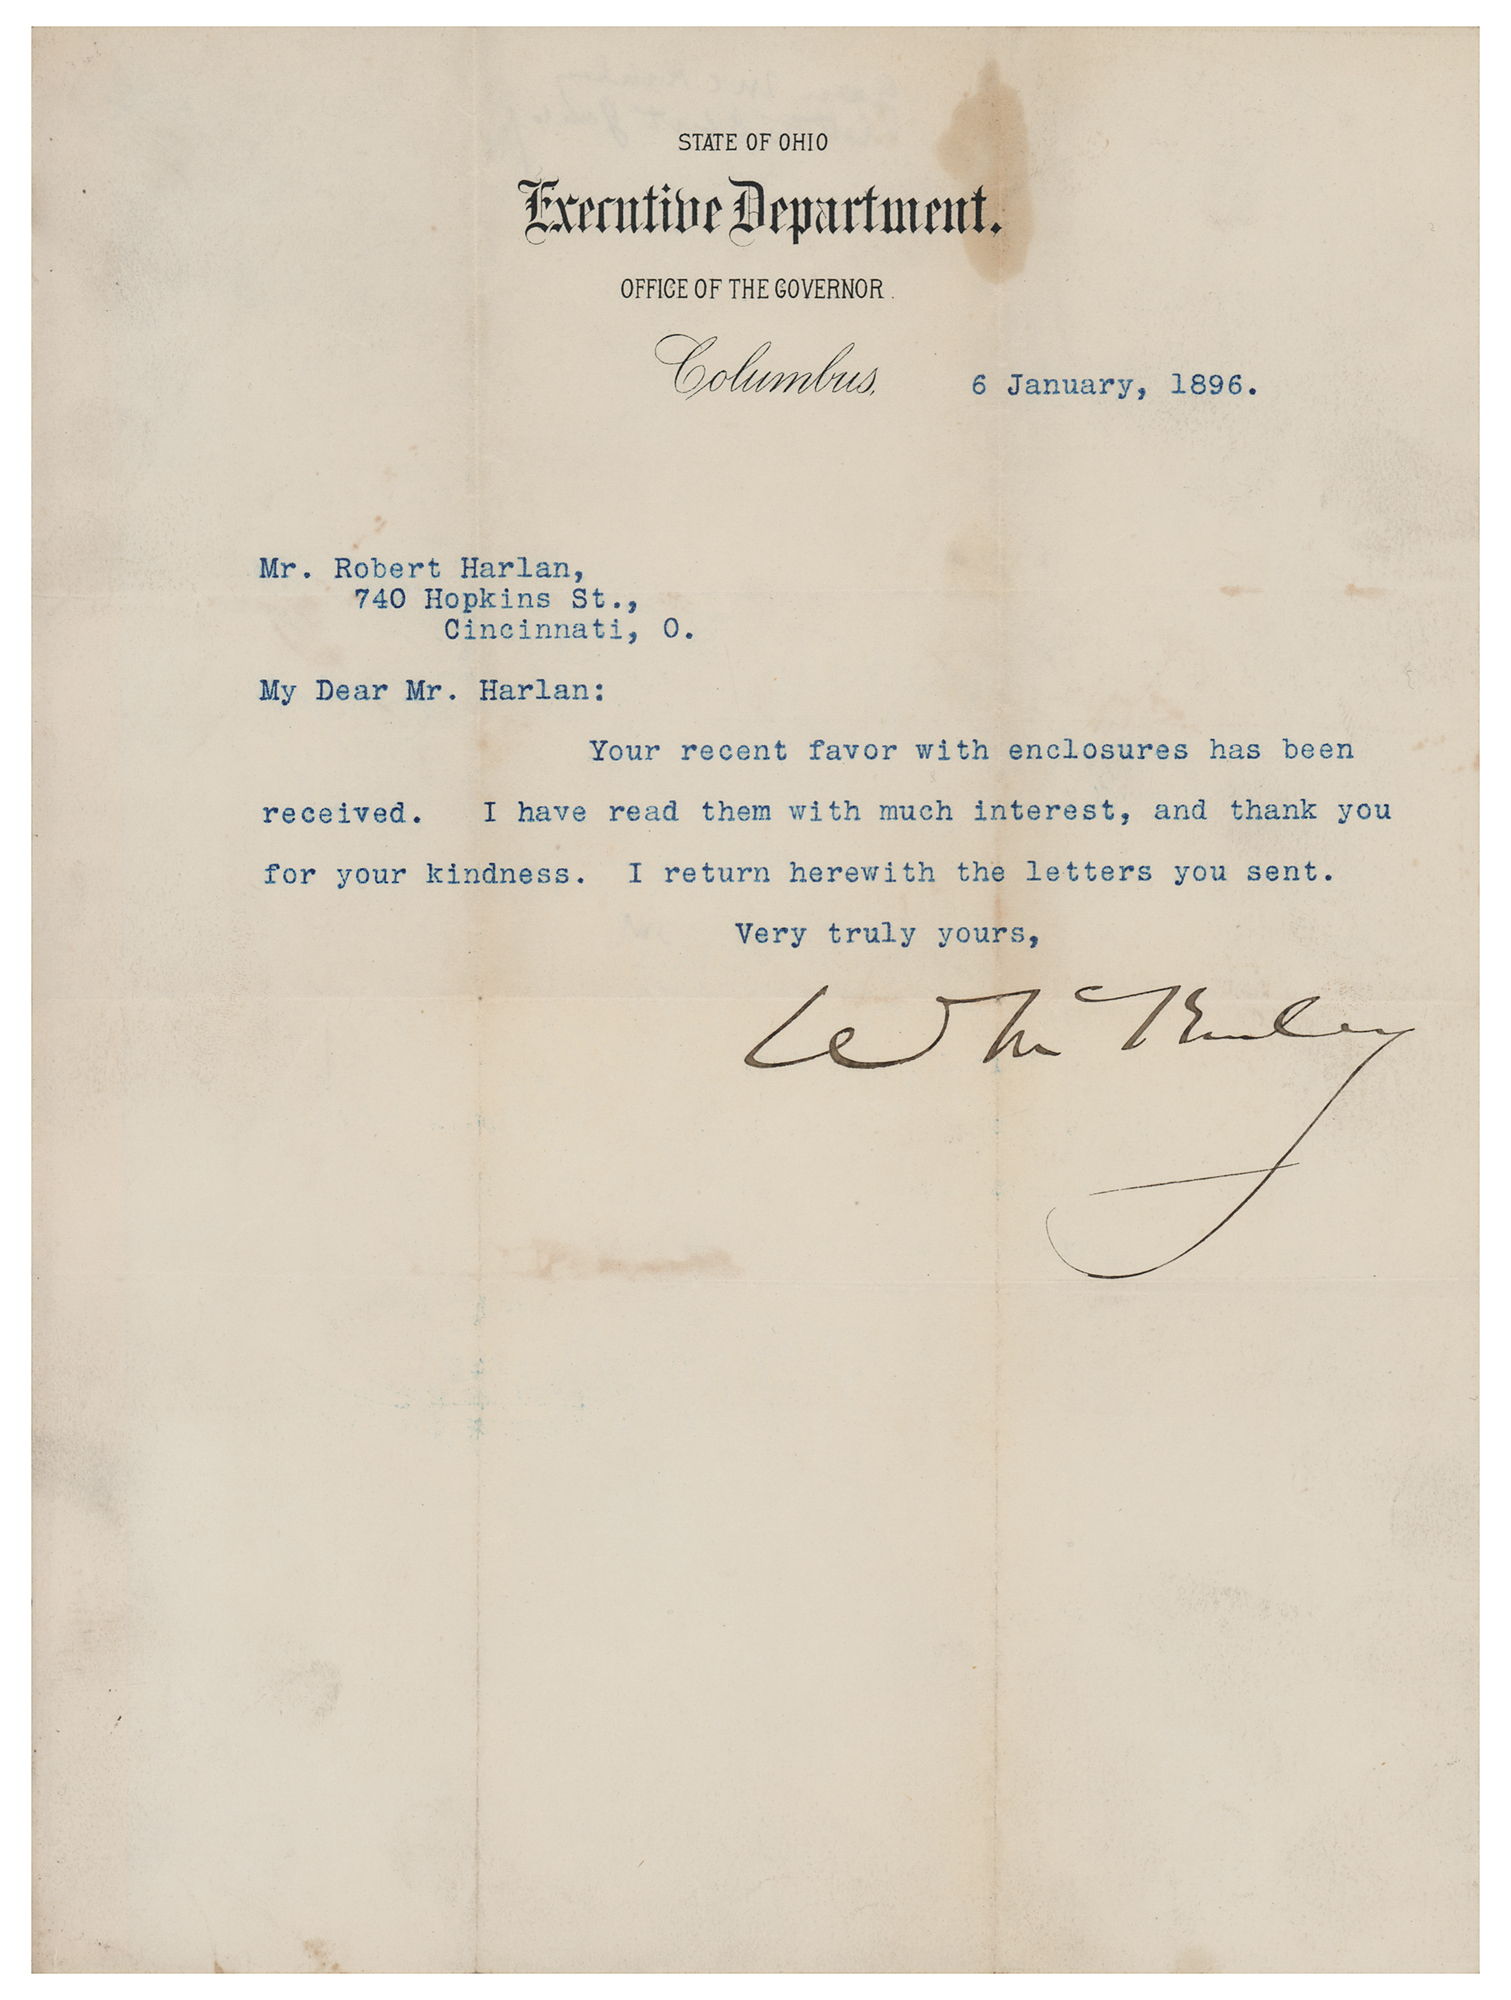 STATE OF OHIO
Executive Department.
OFFICE OF THE GOVERNOR.
Columbus, 6 January, 1896.
Mr. Robert Harlan,
740 Hopkins St.,
Cincinnati, O.
My Dear Mr. Harlan:
Your recent favor with enclosures has been
received. I have read them with much interest, and thank you
for your kindness. I return herewith the letters you sent.
Very truly yours,
W McKinley